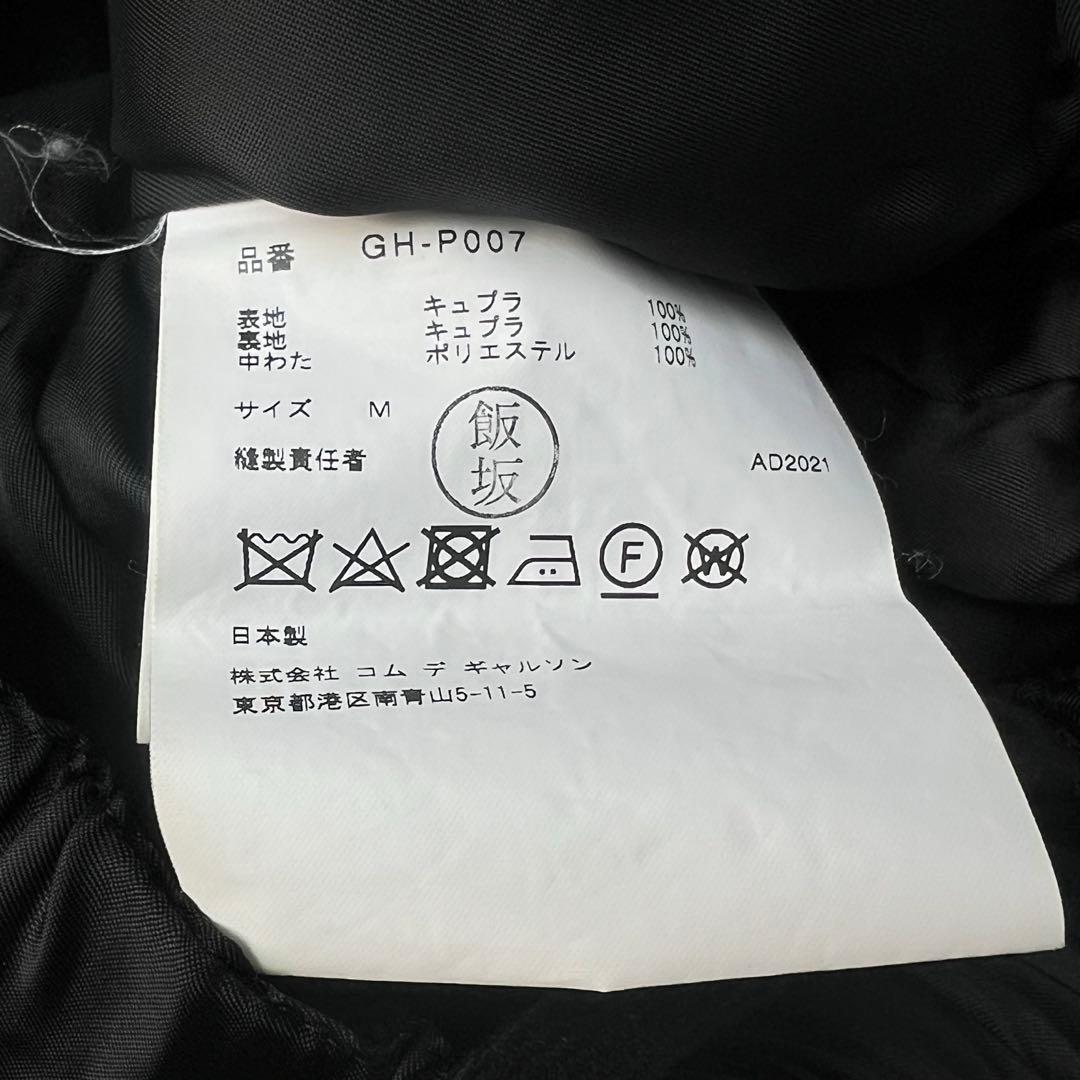 品番 GH-P007
表地 キュプラ 100%
裏地 キュプラ 100%
中わた ポリエステル 100%
サイズ M
縫製責任者 飯坂 AD2021
F W
日本製
株式会社 コム デ ギャルソン
東京都港区南青山5-11-5